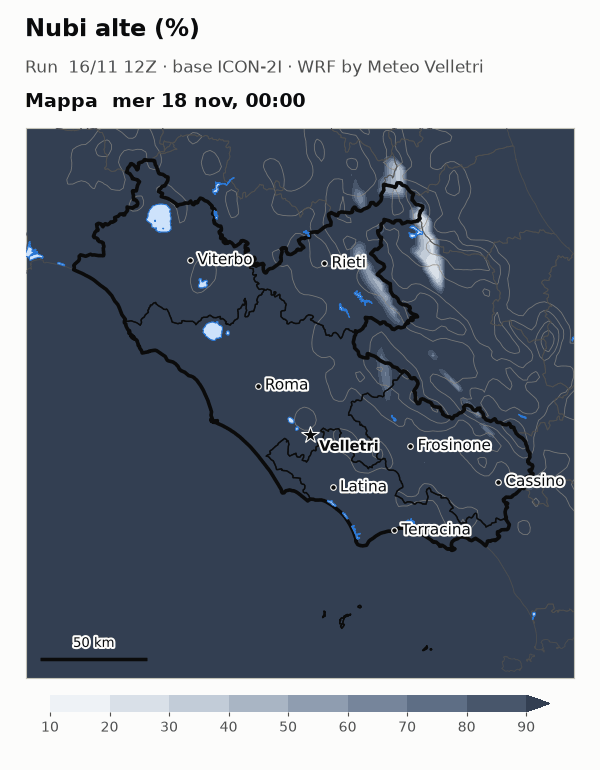 Nubi alte (%)
Run 16/11 12Z · base ICON-2I · WRF by Meteo Velletri
Mappa mer 18 nov, 00:00
Viterbo
Rieti
Roma
Velletri
Frosinone
Cassino
Latina
Terracina
50 km
10 20 30 40 50 60 70 80 90